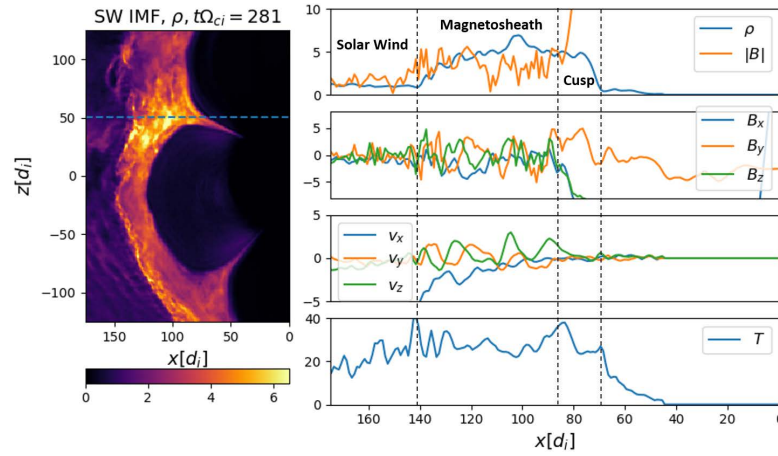 SW IMF, ρ, tΩci = 281
z[di]
100
50
0
−50
−100
150
100
50
0
x[di]
0
2
4
6
10
5
0
Solar Wind
Magnetosheath
Cusp
ρ
|B|
5
0
−5
Bx
By
Bz
5
0
−5
vx
vy
vz
40
20
0
T
160
140
120
100
80
60
40
20
0
x[di]